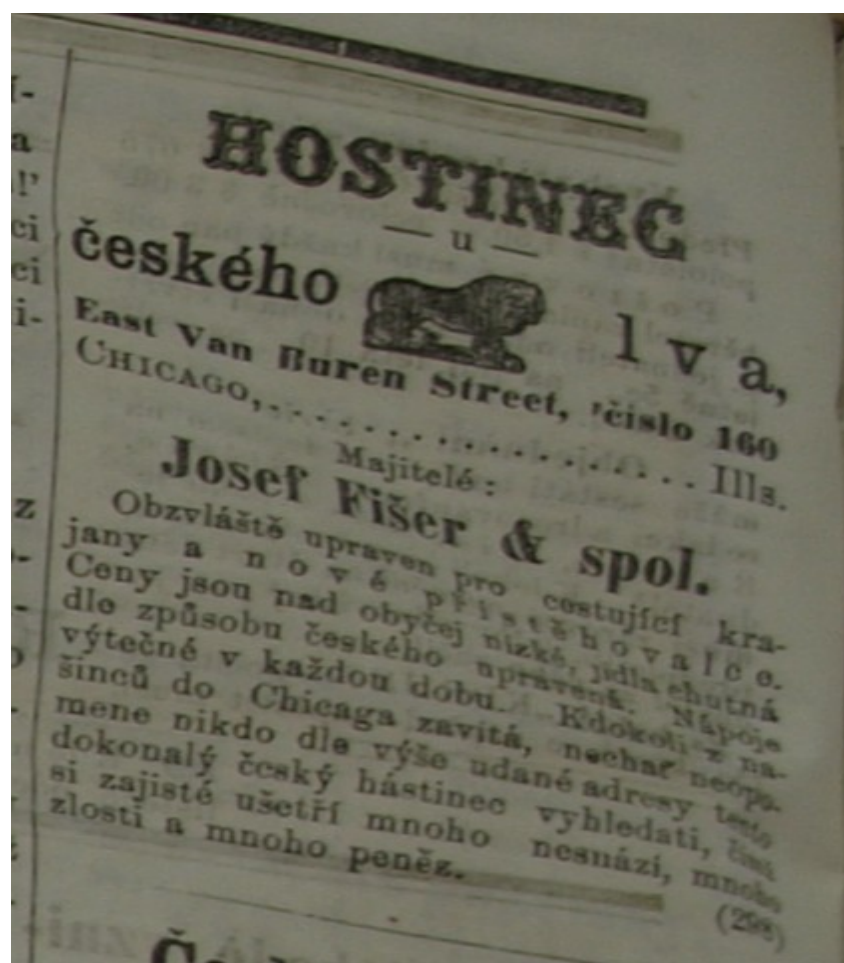 HOSTINEC
— u —
českého lva,
East Van Buren Street, číslo 160
CHICAGO, . . . . . . . . . . . . . . . . . . Ills.
Majitelé:
Josef Fišer & spol.
Obzvláště upraven pro cestující kra-
jany a nové přistěhovalce.
Ceny jsou nad obyčej nízké, jídla chutná
dle způsobu českého upravená. Nápoje
výtečné v každou dobu. Kdokoli z na-
šinců do Chicaga zavítá, nechať neopo-
mene nikdo dle výše udané adresy tento
dokonalý český hástinec vyhledati, čímž
si zajisté ušetří mnoho nesnází, mnoho
zlosti a mnoho peněz.
(298)